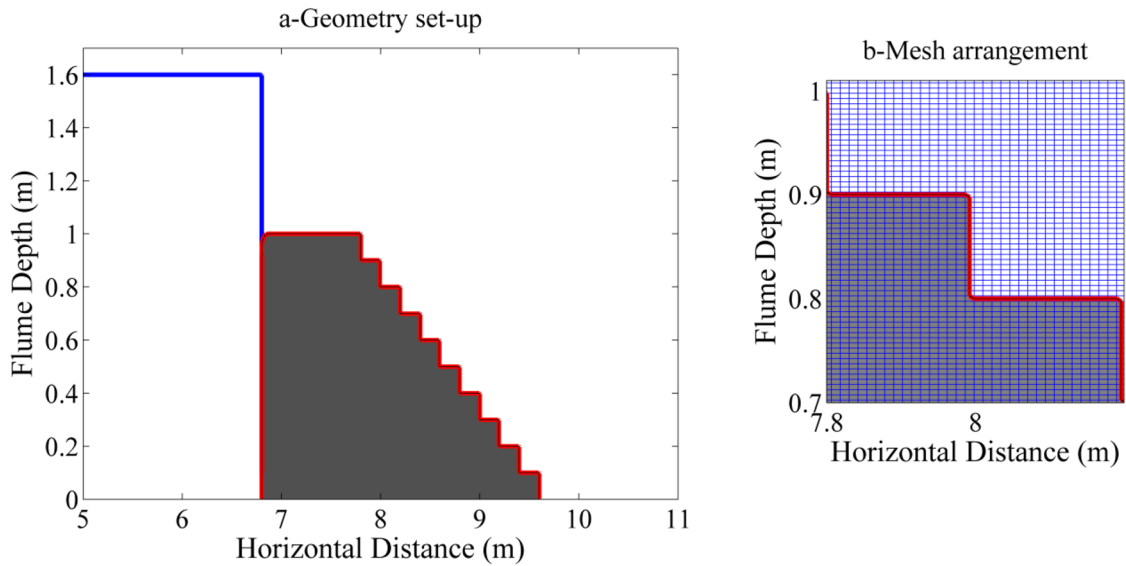 a-Geometry set-up
Flume Depth (m)
1.6
1.4
1.2
1
0.8
0.6
0.4
0.2
0
5 6 7 8 9 10 11
Horizontal Distance (m)
b-Mesh arrangement
Flume Depth (m)
1
0.9
0.8
0.7
7.8 8
Horizontal Distance (m)